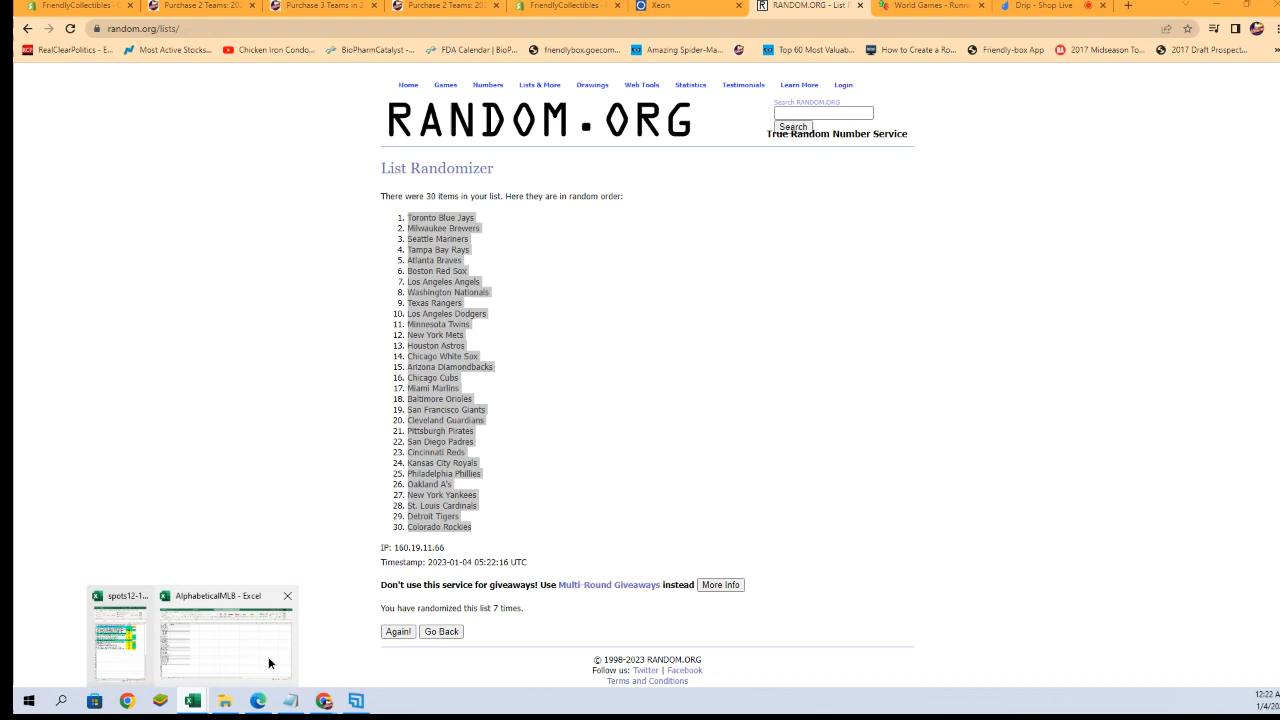 FriendlyCollectibles - C
Purchase 2 Teams: 202
Purchase 3 Teams in 2
Purchase 2 Teams: 202
FriendlyCollectibles - F
Xeon
RANDOM.ORG - List R
World Games - Runn
Drip - Shop Live
random.org/lists/
RealClearPolitics - E...
Most Active Stocks...
Chicken Iron Condo...
BioPharmCatalyst -...
FDA Calendar | BioP...
friendlybox.goecom...
Amazing Spider-Ma...
Top 60 Most Valuab...
How to Create a Ro...
Friendly-box App
2017 Midseason To...
2017 Draft Prospect...
Home
Games
Numbers
Lists & More
Drawings
Web Tools
Statistics
Testimonials
Learn More
Login
RANDOM.ORG
Search RANDOM.ORG
Search
True Random Number Service
List Randomizer
There were 30 items in your list. Here they are in random order:
1. Toronto Blue Jays
2. Milwaukee Brewers
3. Seattle Mariners
4. Tampa Bay Rays
5. Atlanta Braves
6. Boston Red Sox
7. Los Angeles Angels
8. Washington Nationals
9. Texas Rangers
10. Los Angeles Dodgers
11. Minnesota Twins
12. New York Mets
13. Houston Astros
14. Chicago White Sox
15. Arizona Diamondbacks
16. Chicago Cubs
17. Miami Marlins
18. Baltimore Orioles
19. San Francisco Giants
20. Cleveland Guardians
21. Pittsburgh Pirates
22. San Diego Padres
23. Cincinnati Reds
24. Kansas City Royals
25. Philadelphia Phillies
26. Oakland A's
27. New York Yankees
28. St. Louis Cardinals
29. Detroit Tigers
30. Colorado Rockies
IP: 160.19.11.66
Timestamp: 2023-01-04 05:22:16 UTC
Don't use this service for giveaways! Use Multi-Round Giveaways instead
More Info
You have randomized this list 7 times.
Again!
Go Back
© 1998-2023 RANDOM.ORG
Follow us: Twitter | Facebook
Terms and Conditions
spots12-1...
AlphabeticalMLB - Excel
12:22 A
1/4/20